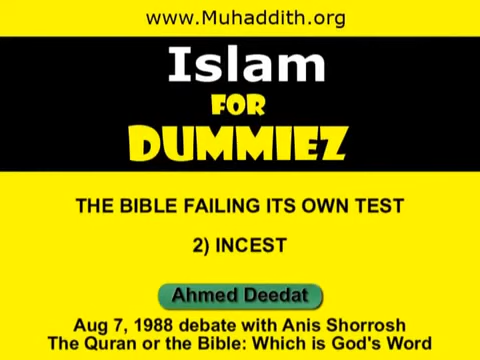 www.Muhaddith.org
Islam
FOR
DUMMIEZ
THE BIBLE FAILING ITS OWN TEST
2) INCEST
Ahmed Deedat
Aug 7, 1988 debate with Anis Shorrosh
The Quran or the Bible: Which is God's Word